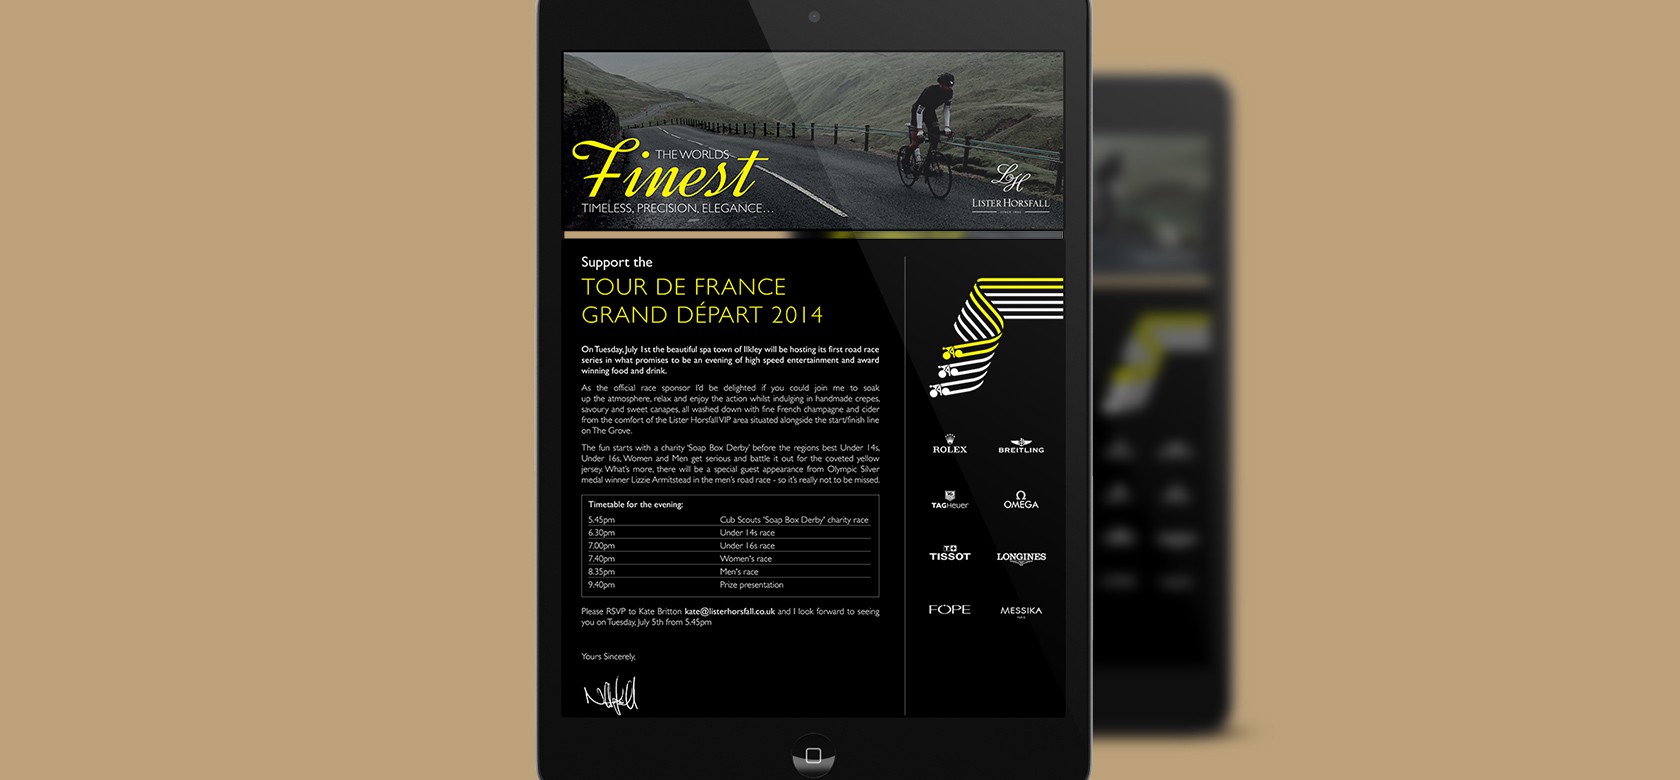 THE WORLDS
Finest
TIMELESS, PRECISION, ELEGANCE...
LH
LISTER HORSFALL
Support the
TOUR DE FRANCE
GRAND DÉPART 2014
On Tuesday, July 1st the beautiful spa town of Ilkley will be hosting its first road race
series in what promises to be an evening of high speed entertainment and award
winning food and drink.
As the official race sponsor I'd be delighted if you could join me to soak
up the atmosphere, relax and enjoy the action whilst indulging in handmade crepes,
savoury and sweet canapes, all washed down with fine French champagne and cider
from the comfort of the Lister Horsfall VIP area situated alongside the start/finish line
on The Grove.
The fun starts with a charity 'Soap Box Derby' before the regions best Under 14s,
Under 16s, Women and Men get serious and battle it out for the coveted yellow
jersey. What's more, there will be a special guest appearance from Olympic Silver
medal winner Lizzie Armitstead in the men's road race - so it's really not to be missed.
Timetable for the evening:
5.45pm Cub Scouts 'Soap Box Derby' charity race
6.30pm Under 14s race
7.00pm Under 16s race
7.40pm Women's race
8.35pm Men's race
9.40pm Prize presentation
Please RSVP to Kate Britton kate@listerhorsfall.co.uk and I look forward to seeing
you on Tuesday, July 5th from 5.45pm
Yours Sincerely,
ROLEX BREITLING
TAGHeuer OMEGA
TISSOT LONGINES
FOPE MESSIKA
PARIS